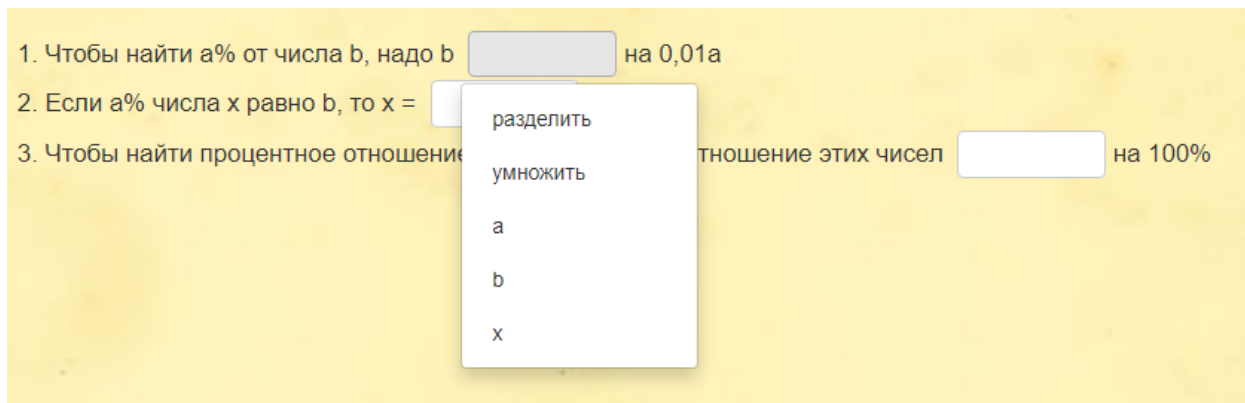 1. Чтобы найти a% от числа b, надо b на 0,01a
2. Если a% числа x равно b, то x =
3. Чтобы найти процентное отношение тношение этих чисел на 100%
разделить
умножить
a
b
x